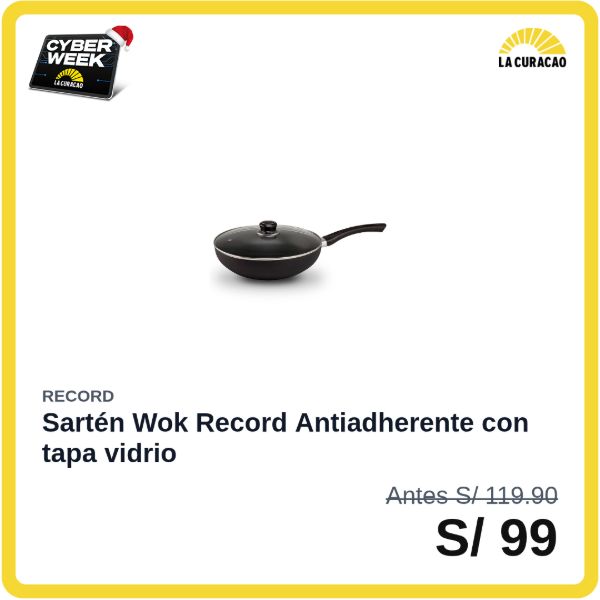 CYBER
WEEK
LA CURACAO
LA CURACAO
RECORD
Sartén Wok Record Antiadherente con
tapa vidrio
Antes S/ 119.90
S/ 99